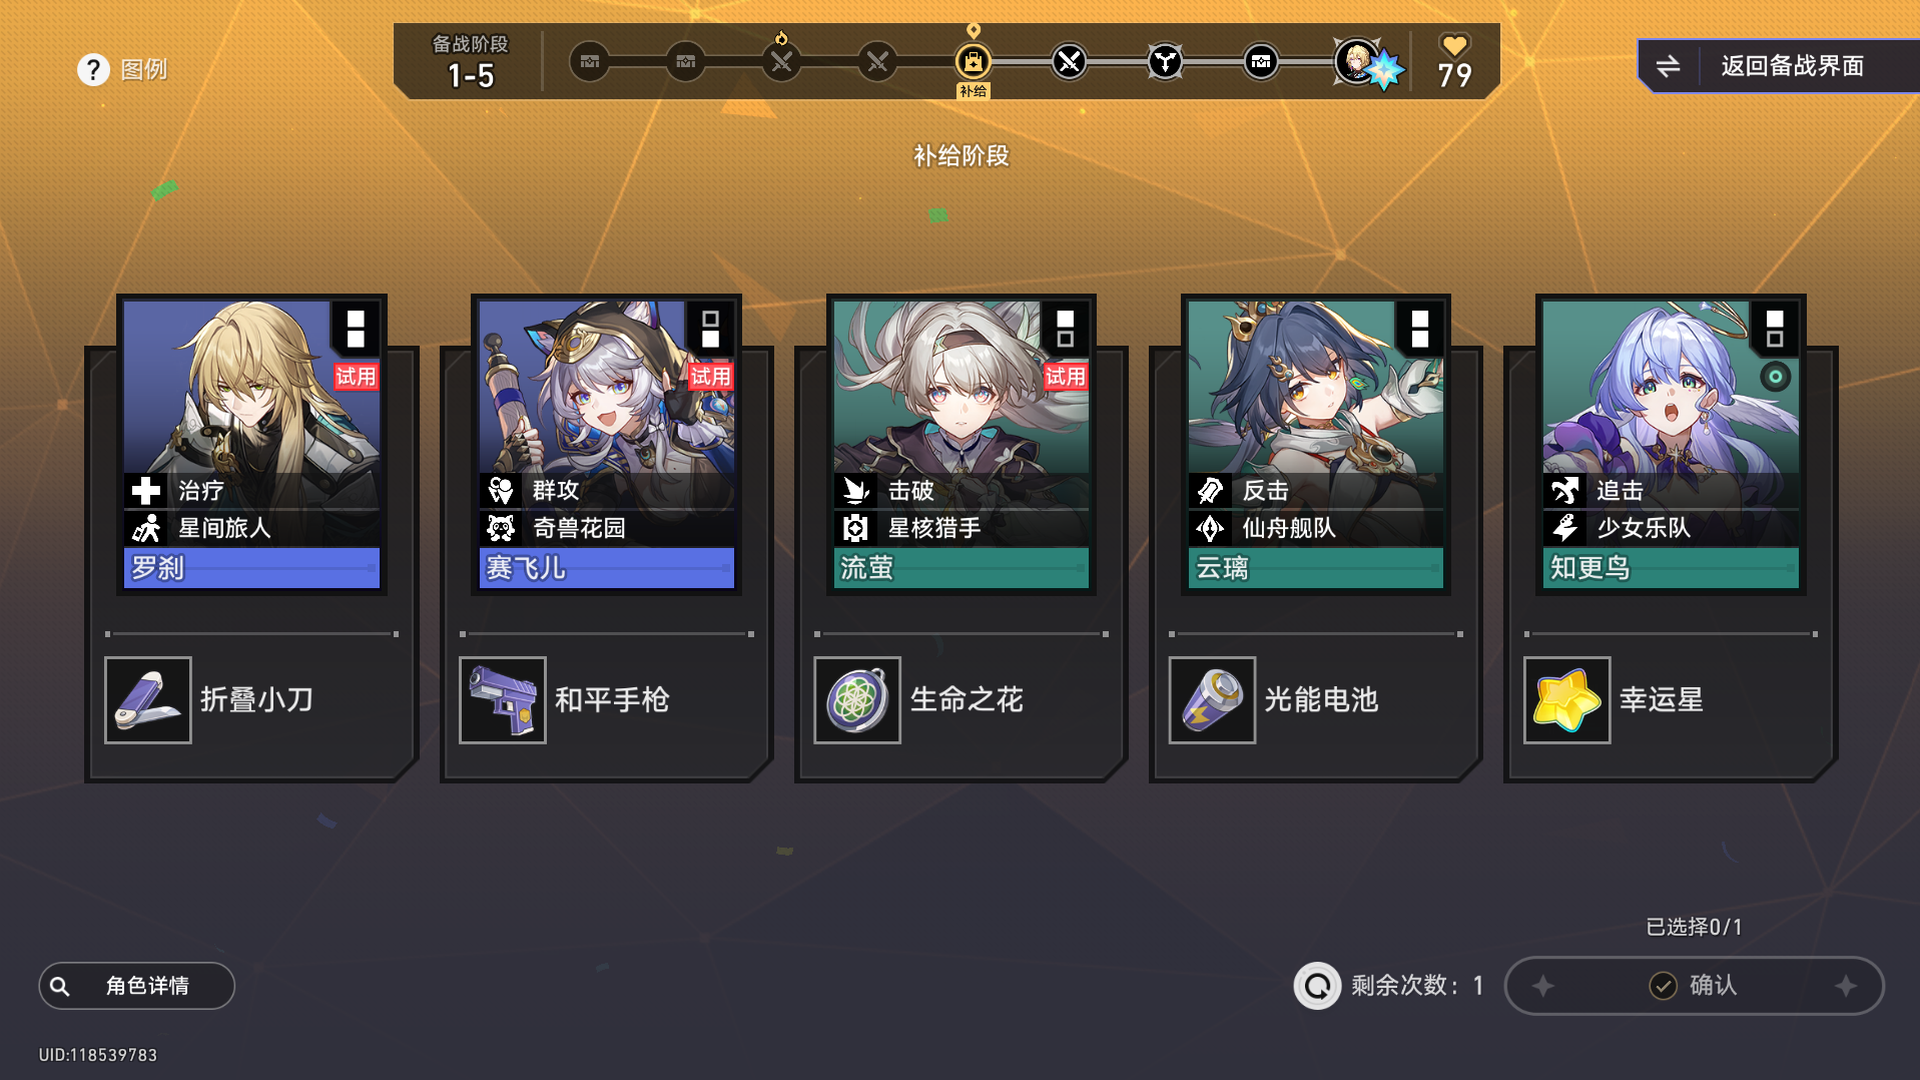 图例
备战阶段
1-5
补给
79
返回备战界面
补给阶段
试用
治疗
星间旅人
罗刹
折叠小刀
试用
群攻
奇兽花园
赛飞儿
和平手枪
试用
击破
星核猎手
流萤
生命之花
反击
仙舟舰队
云璃
光能电池
追击
少女乐队
知更鸟
幸运星
已选择0/1
角色详情
剩余次数：1
确认
UID:118539783